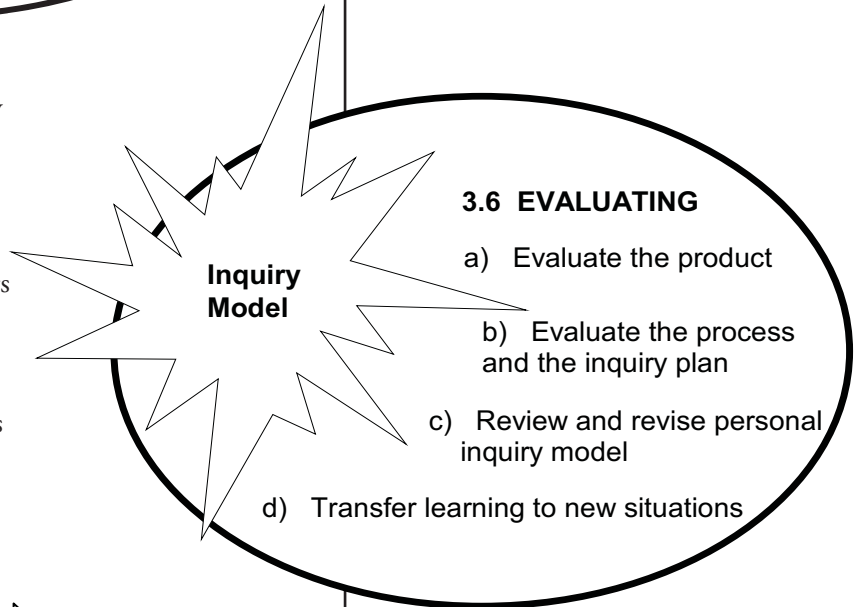 Inquiry
Model
3.6 EVALUATING
a) Evaluate the product
b) Evaluate the process
and the inquiry plan
c) Review and revise personal
inquiry model
d) Transfer learning to new situations